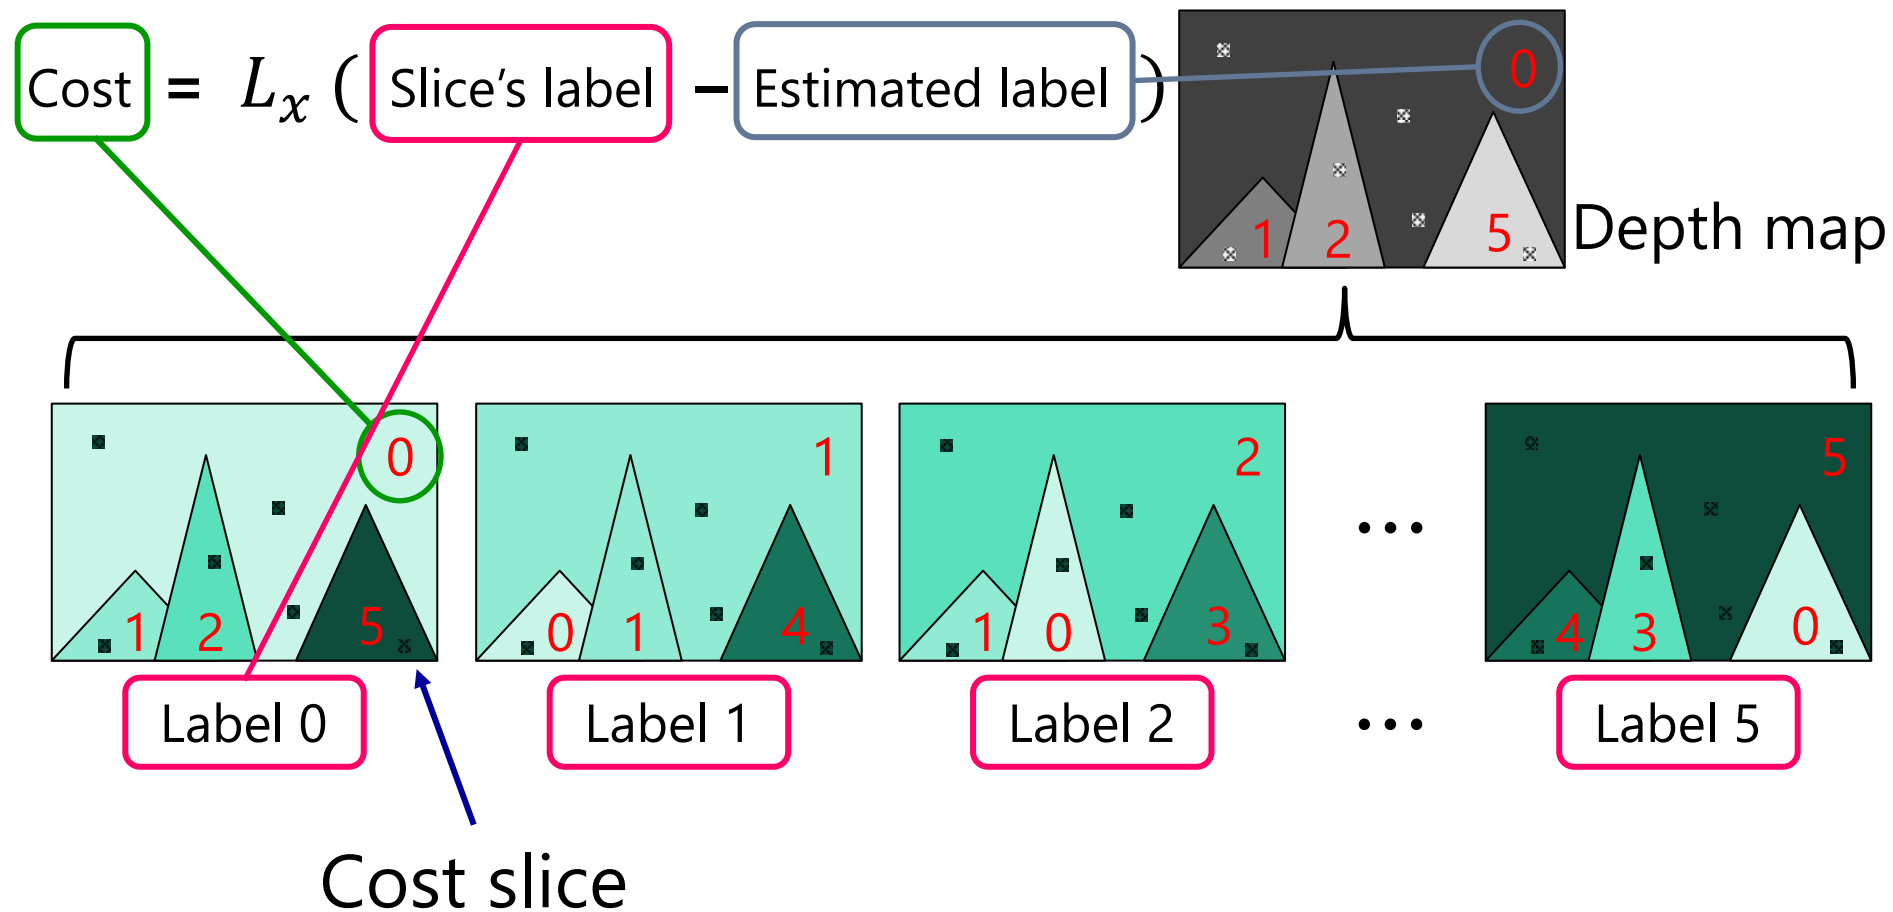 Cost = Lx ( Slice's label – Estimated label )
0
1 2 5
Depth map
0 1 2 ... 5
1 2 5 0 1 4 1 0 3 4 3 0
Label 0 Label 1 Label 2 ... Label 5
Cost slice